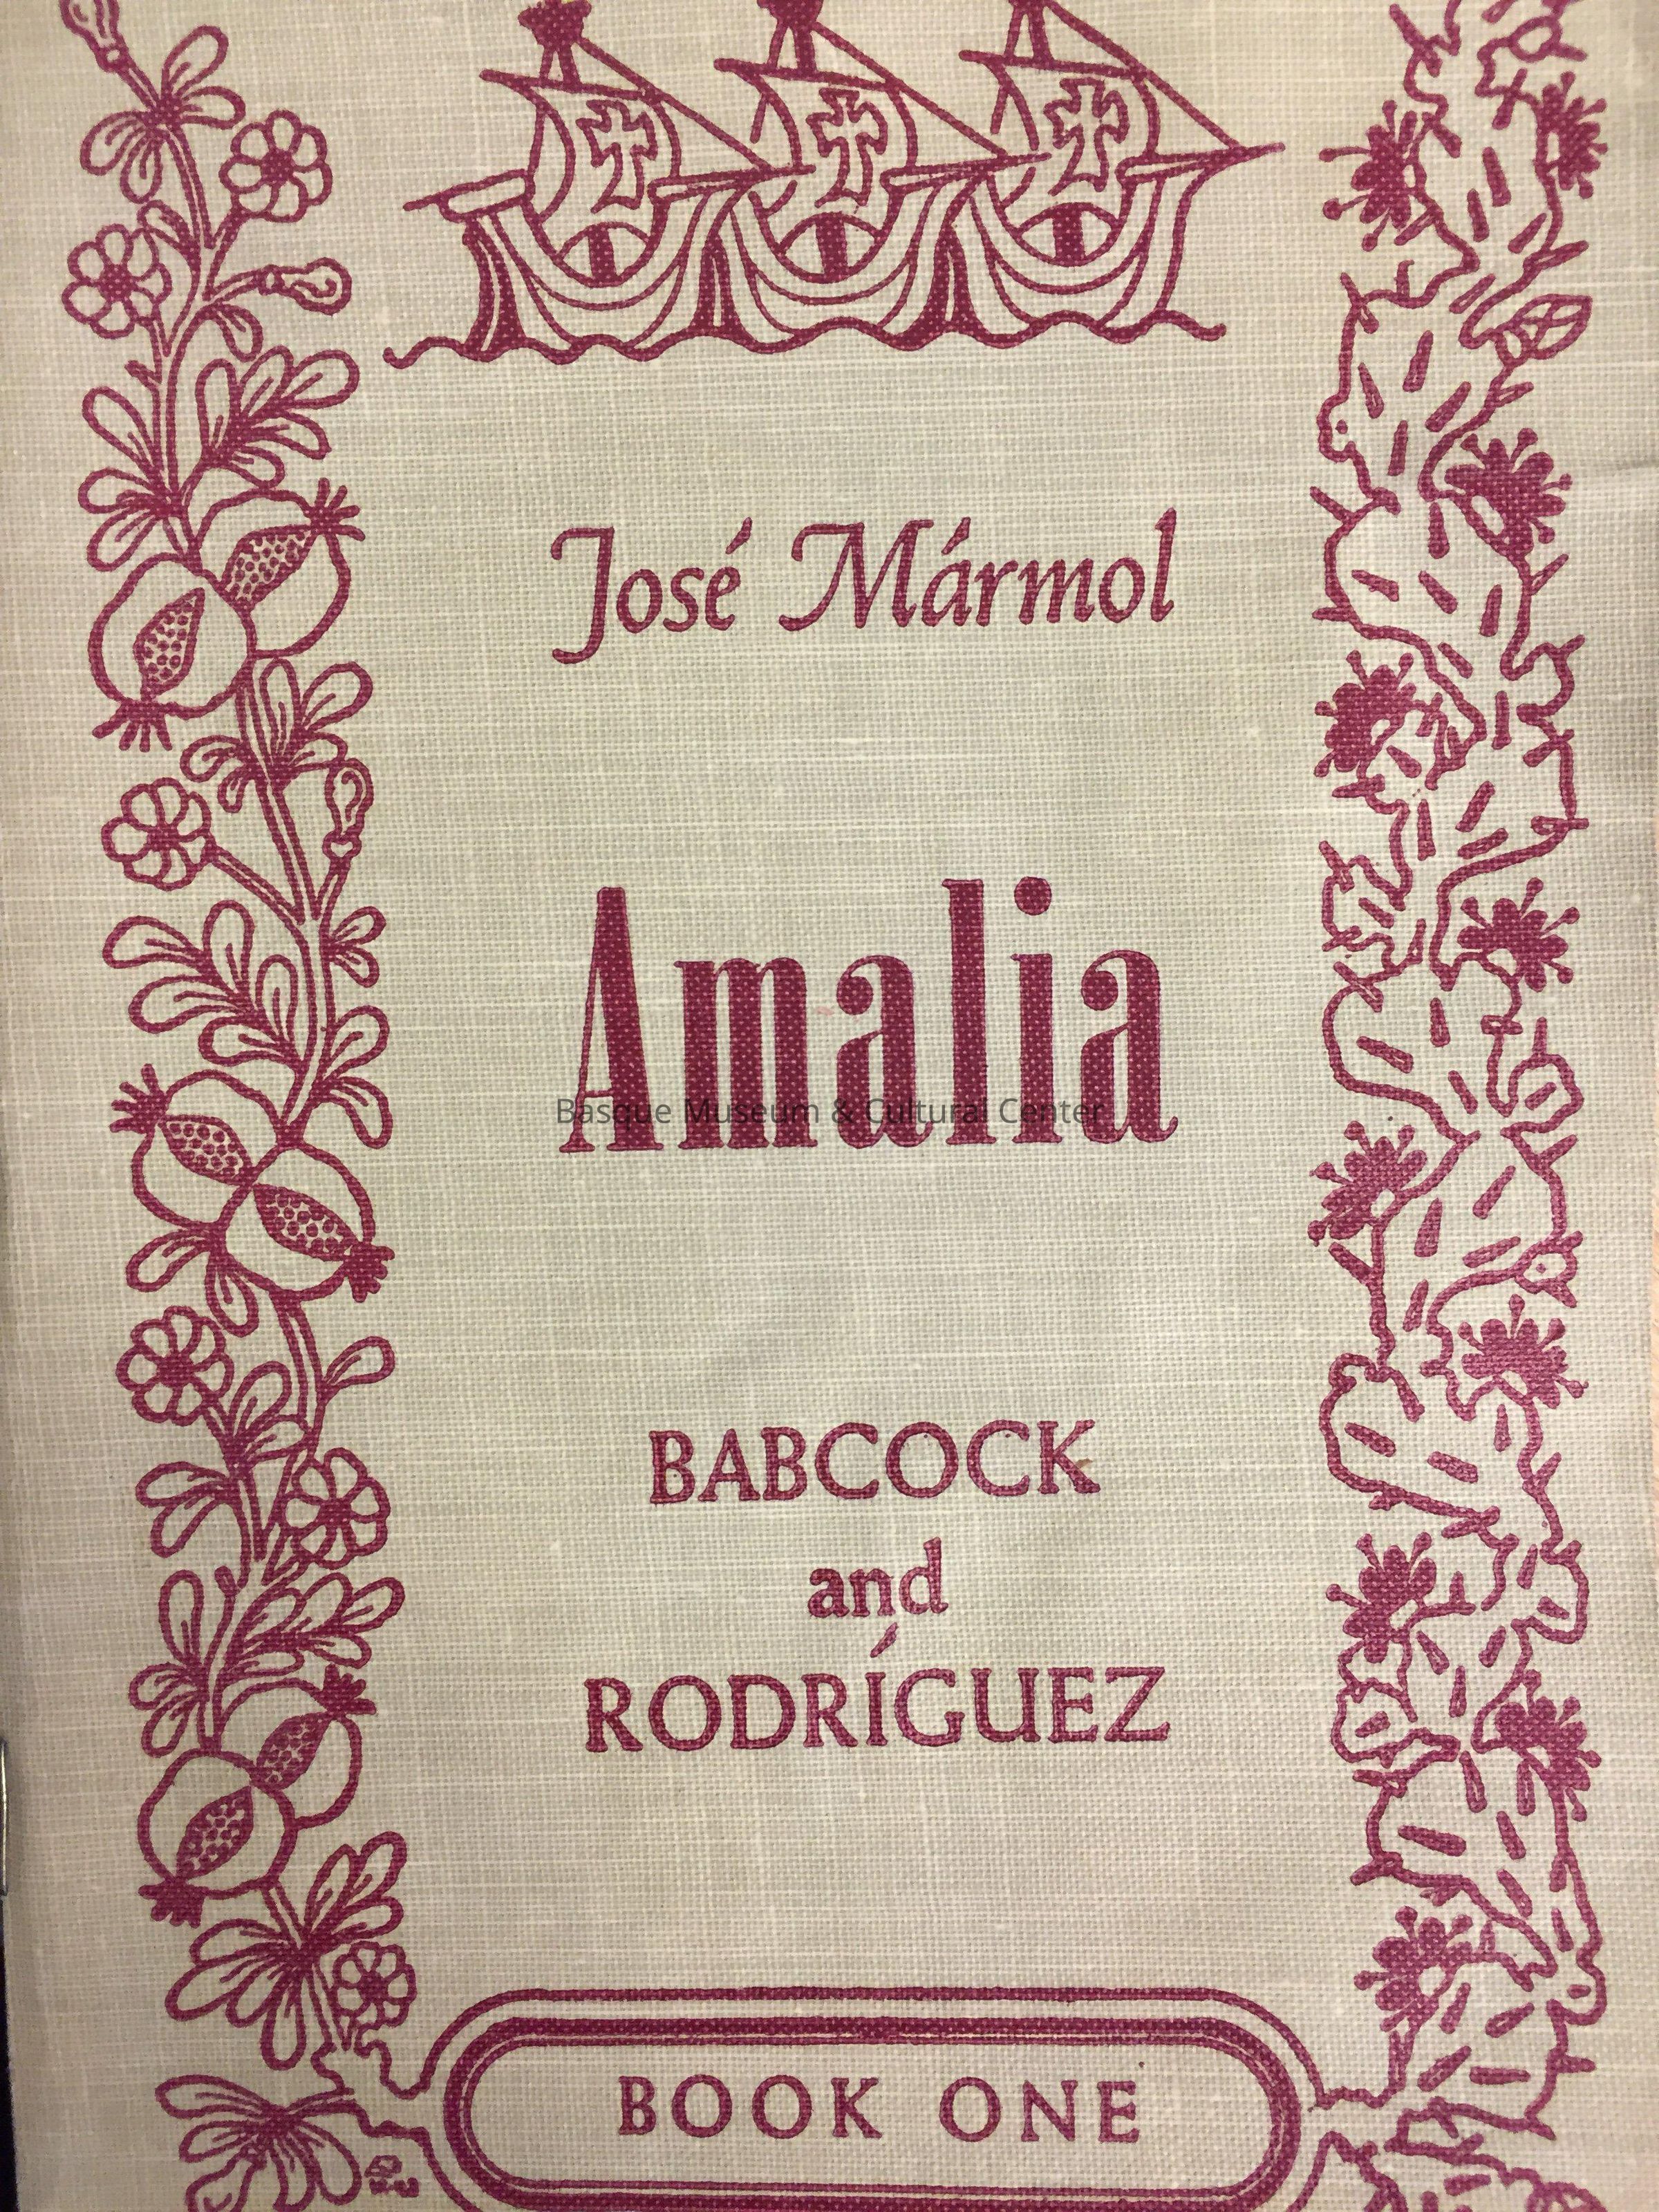 José Mármol
Amalia
Basque Museum & Cultural Center
BABCOCK
and
RODRÍGUEZ
BOOK ONE